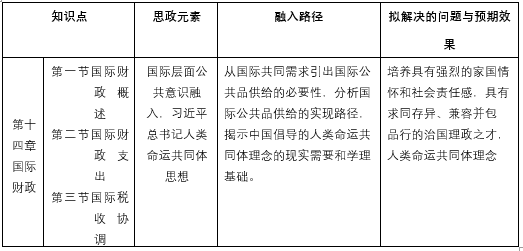 知识点
思政元素
融入路径
拟解决的问题与预期效
果
第十
四章
国际
财政
第一节国际财
政概
述
第二节国际财
政支
出
第三节国际税
收协
调
国际层面公
共意识融
入，习近平
总书记人类
命运共同体
思想
从国际共同需求引出国际公
共品供给的必要性，分析国
际公共品供给的实现路径，
揭示中国倡导的人类命运共
同体理念的现实需要和学理
基础。
培养具有强烈的家国情
怀和社会责任感，具有
求同存异、兼容并包
品行的治国理政之才，
人类命运共同体理念